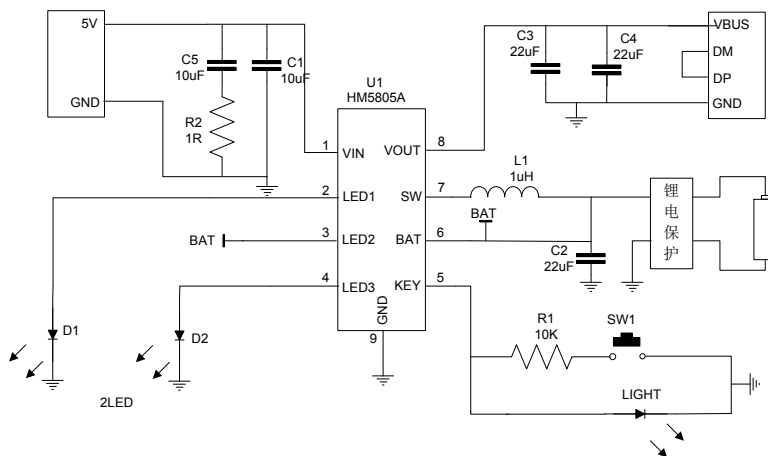 5V
GND
C5
10uF
C1
10uF
R2
1R
U1
HM5805A
1
VIN
2
LED1
3
LED2
4
LED3
GND
9
8
VOUT
7
SW
6
BAT
5
KEY
BAT
BAT
C3
22uF
C4
22uF
VBUS
DM
DP
GND
L1
1uH
C2
22uF
锂电保护
R1
10K
SW1
LIGHT
D1
D2
2LED